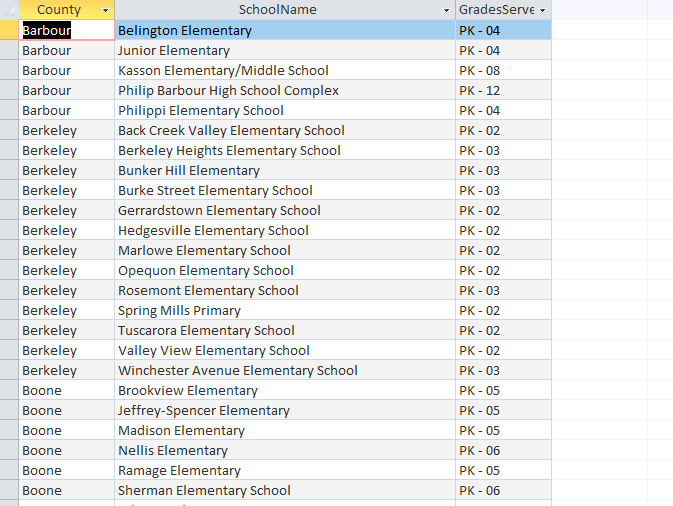 County SchoolName GradesServe
Barbour Belington Elementary PK - 04
Barbour Junior Elementary PK - 04
Barbour Kasson Elementary/Middle School PK - 08
Barbour Philip Barbour High School Complex PK - 12
Barbour Philippi Elementary School PK - 04
Berkeley Back Creek Valley Elementary School PK - 02
Berkeley Berkeley Heights Elementary School PK - 03
Berkeley Bunker Hill Elementary PK - 03
Berkeley Burke Street Elementary School PK - 03
Berkeley Gerrardstown Elementary School PK - 02
Berkeley Hedgesville Elementary School PK - 02
Berkeley Marlowe Elementary School PK - 02
Berkeley Opequon Elementary School PK - 02
Berkeley Rosemont Elementary School PK - 03
Berkeley Spring Mills Primary PK - 02
Berkeley Tuscarora Elementary School PK - 02
Berkeley Valley View Elementary School PK - 02
Berkeley Winchester Avenue Elementary School PK - 03
Boone Brookview Elementary PK - 05
Boone Jeffrey-Spencer Elementary PK - 05
Boone Madison Elementary PK - 05
Boone Nellis Elementary PK - 06
Boone Ramage Elementary PK - 05
Boone Sherman Elementary School PK - 06